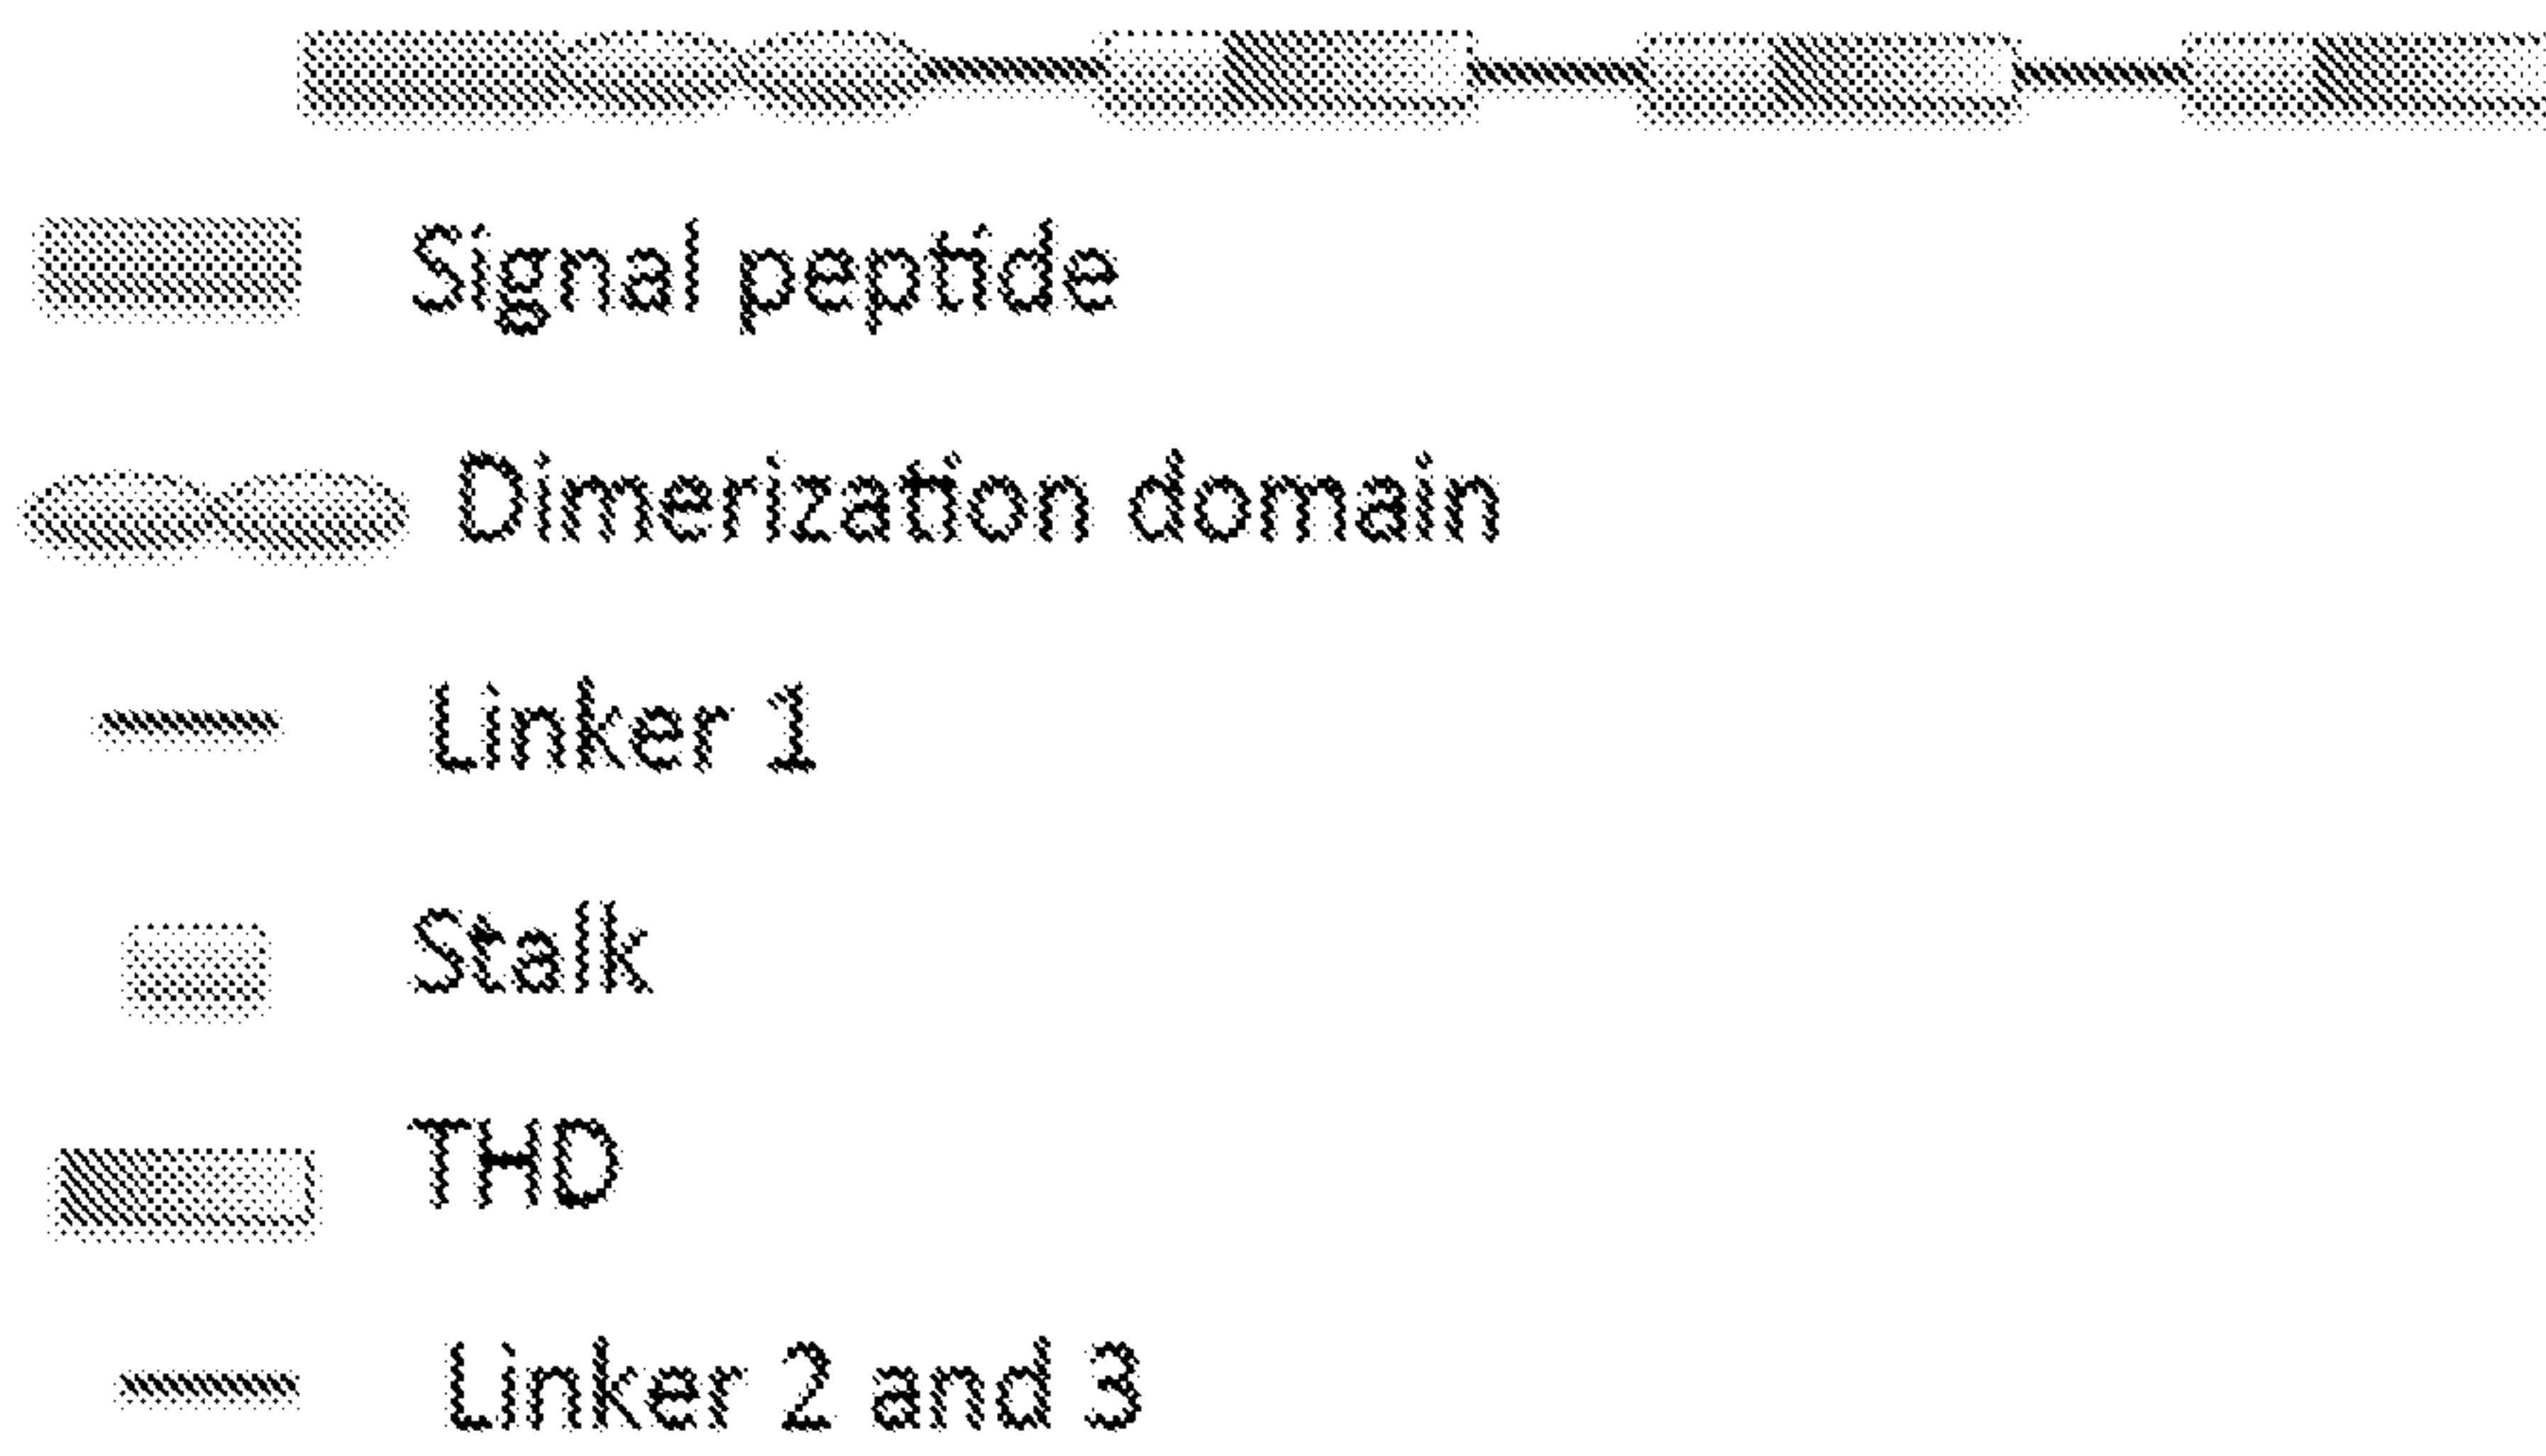 Signal peptide
Dimerization domain
Linker 1
Stalk
THD
Linker 2 and 3